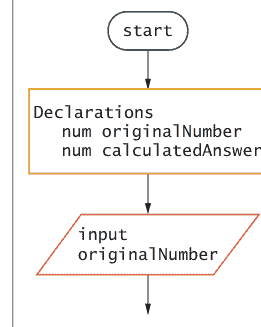 start
Declarations
num originalNumber
num calculatedAnswer
input
originalNumber